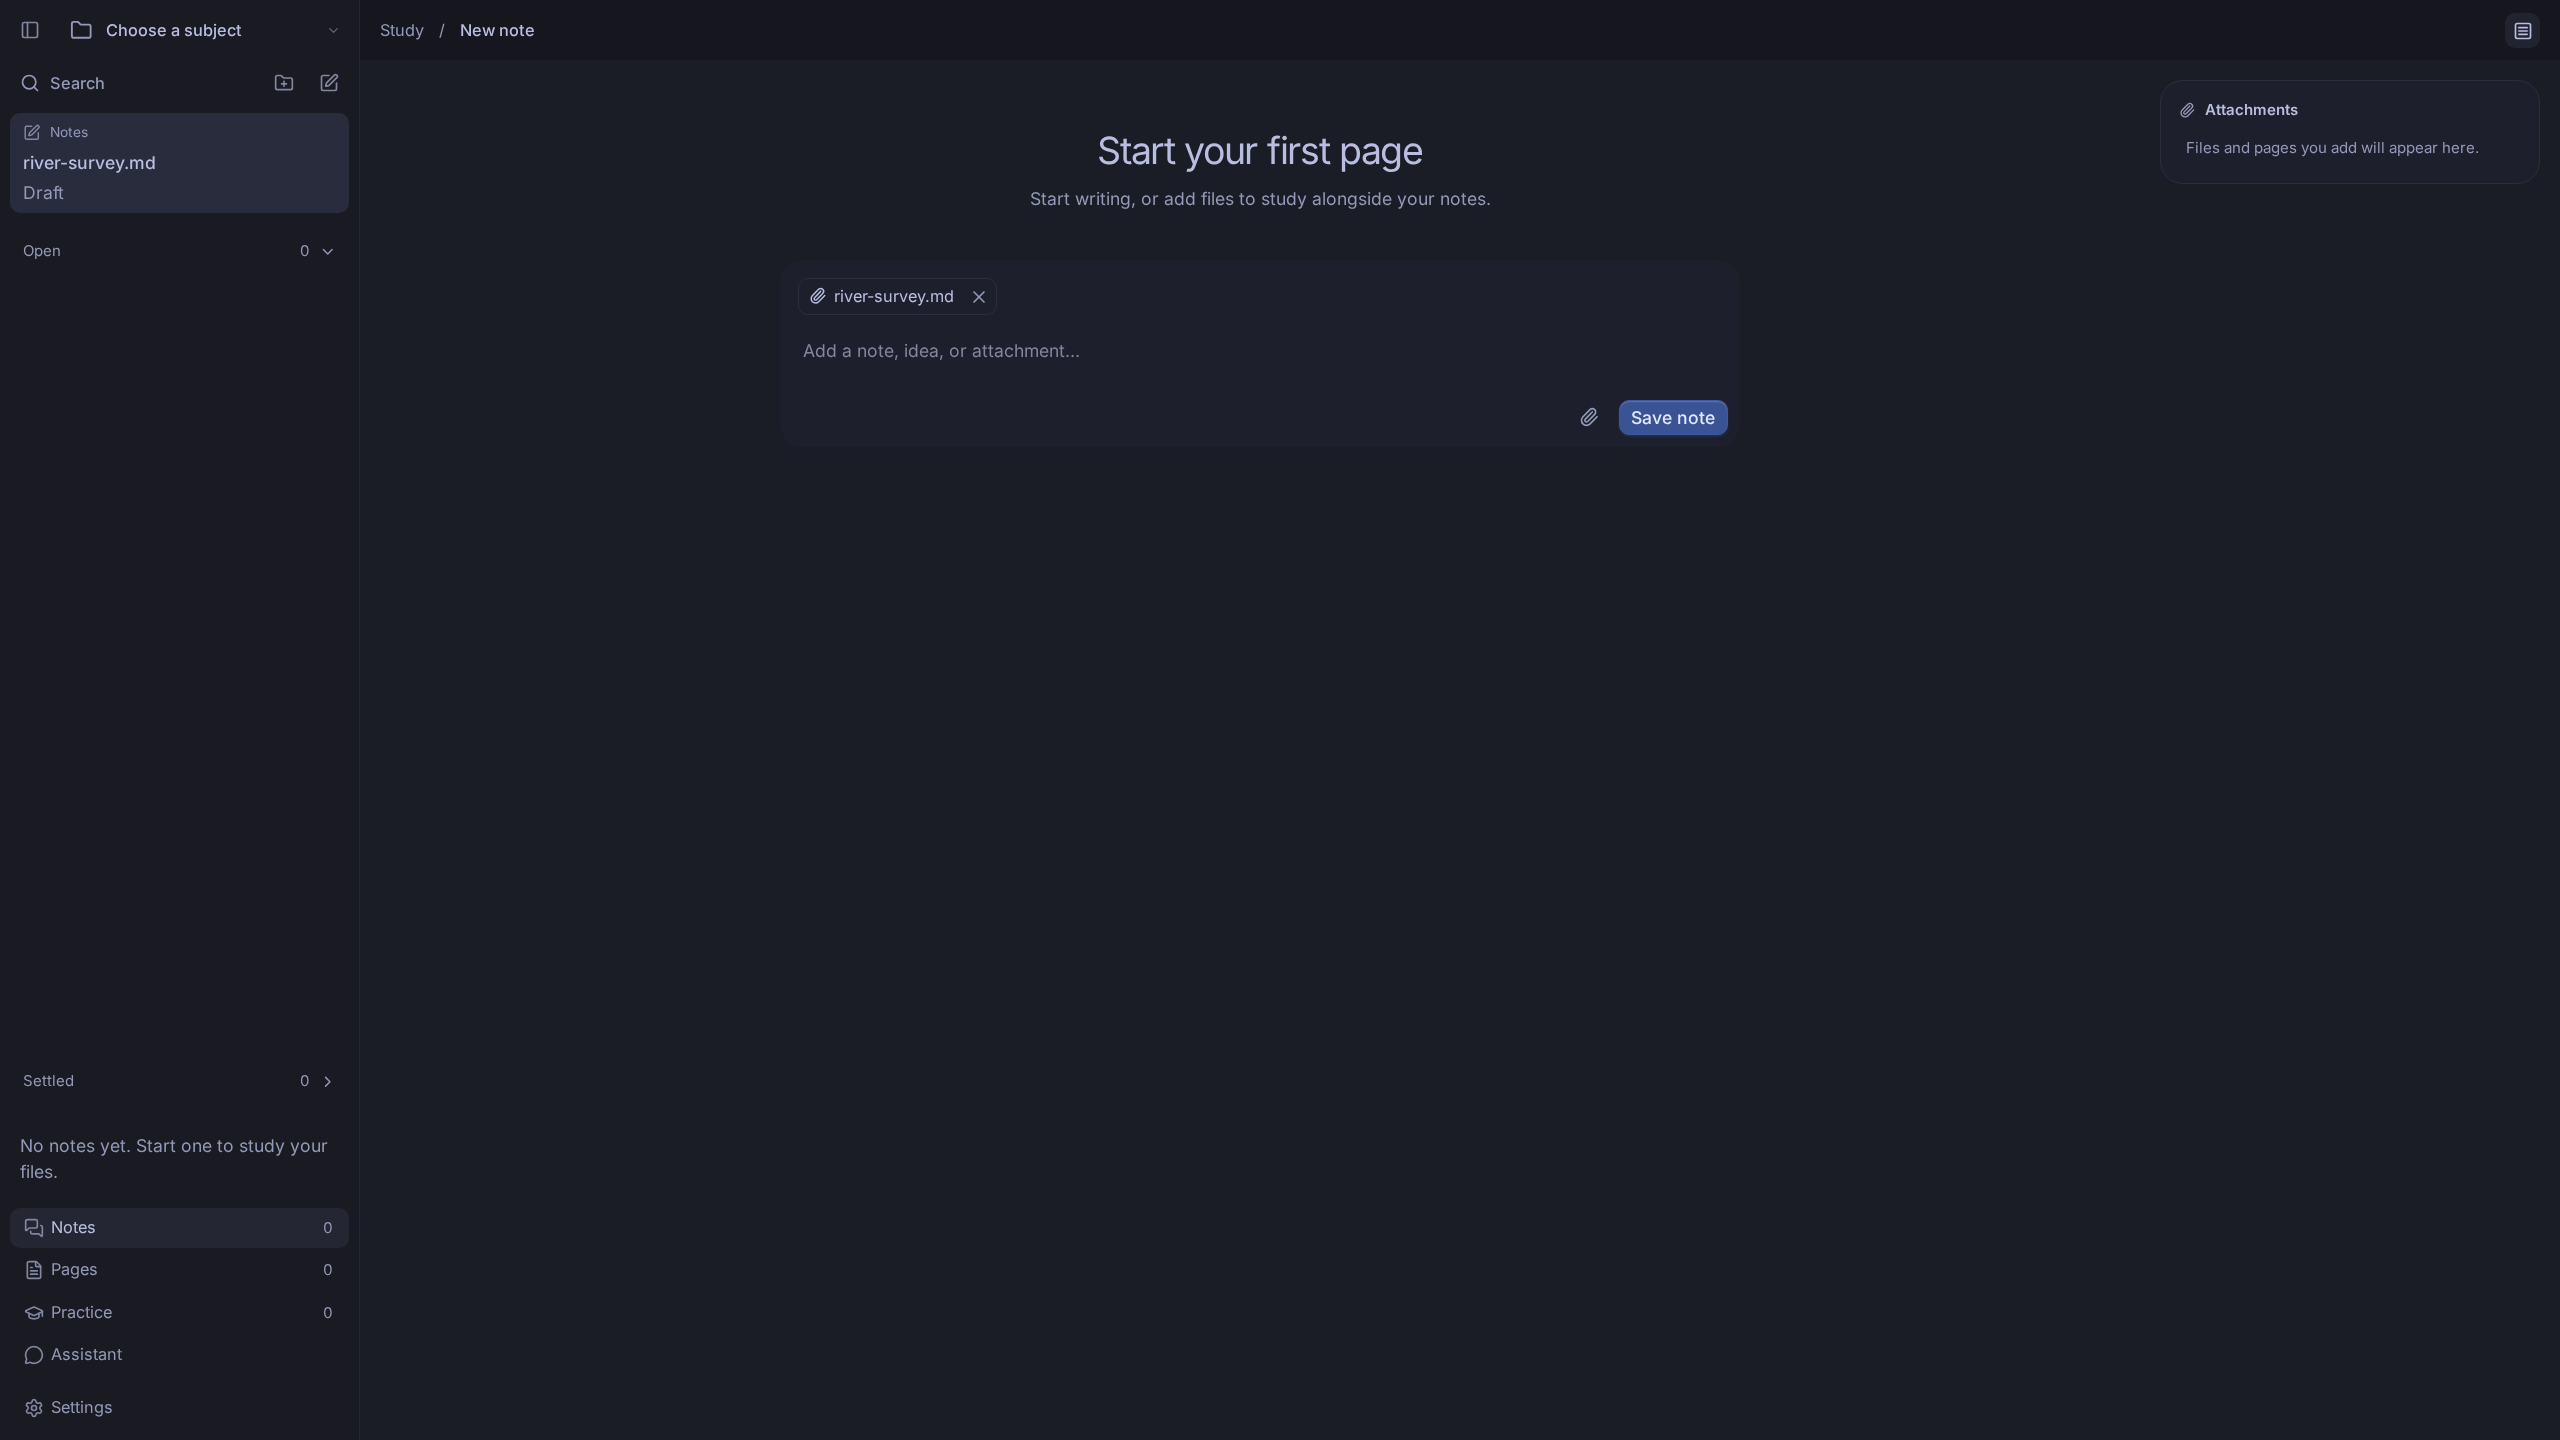 Choose a subject
Search
Notes
river-survey.md
Draft
Open 0
Settled 0
No notes yet. Start one to study your
files.
Notes 0
Pages 0
Practice 0
Assistant
Settings
Study / New note
Start your first page
Start writing, or add files to study alongside your notes.
river-survey.md
Add a note, idea, or attachment...
Save note
Attachments
Files and pages you add will appear here.